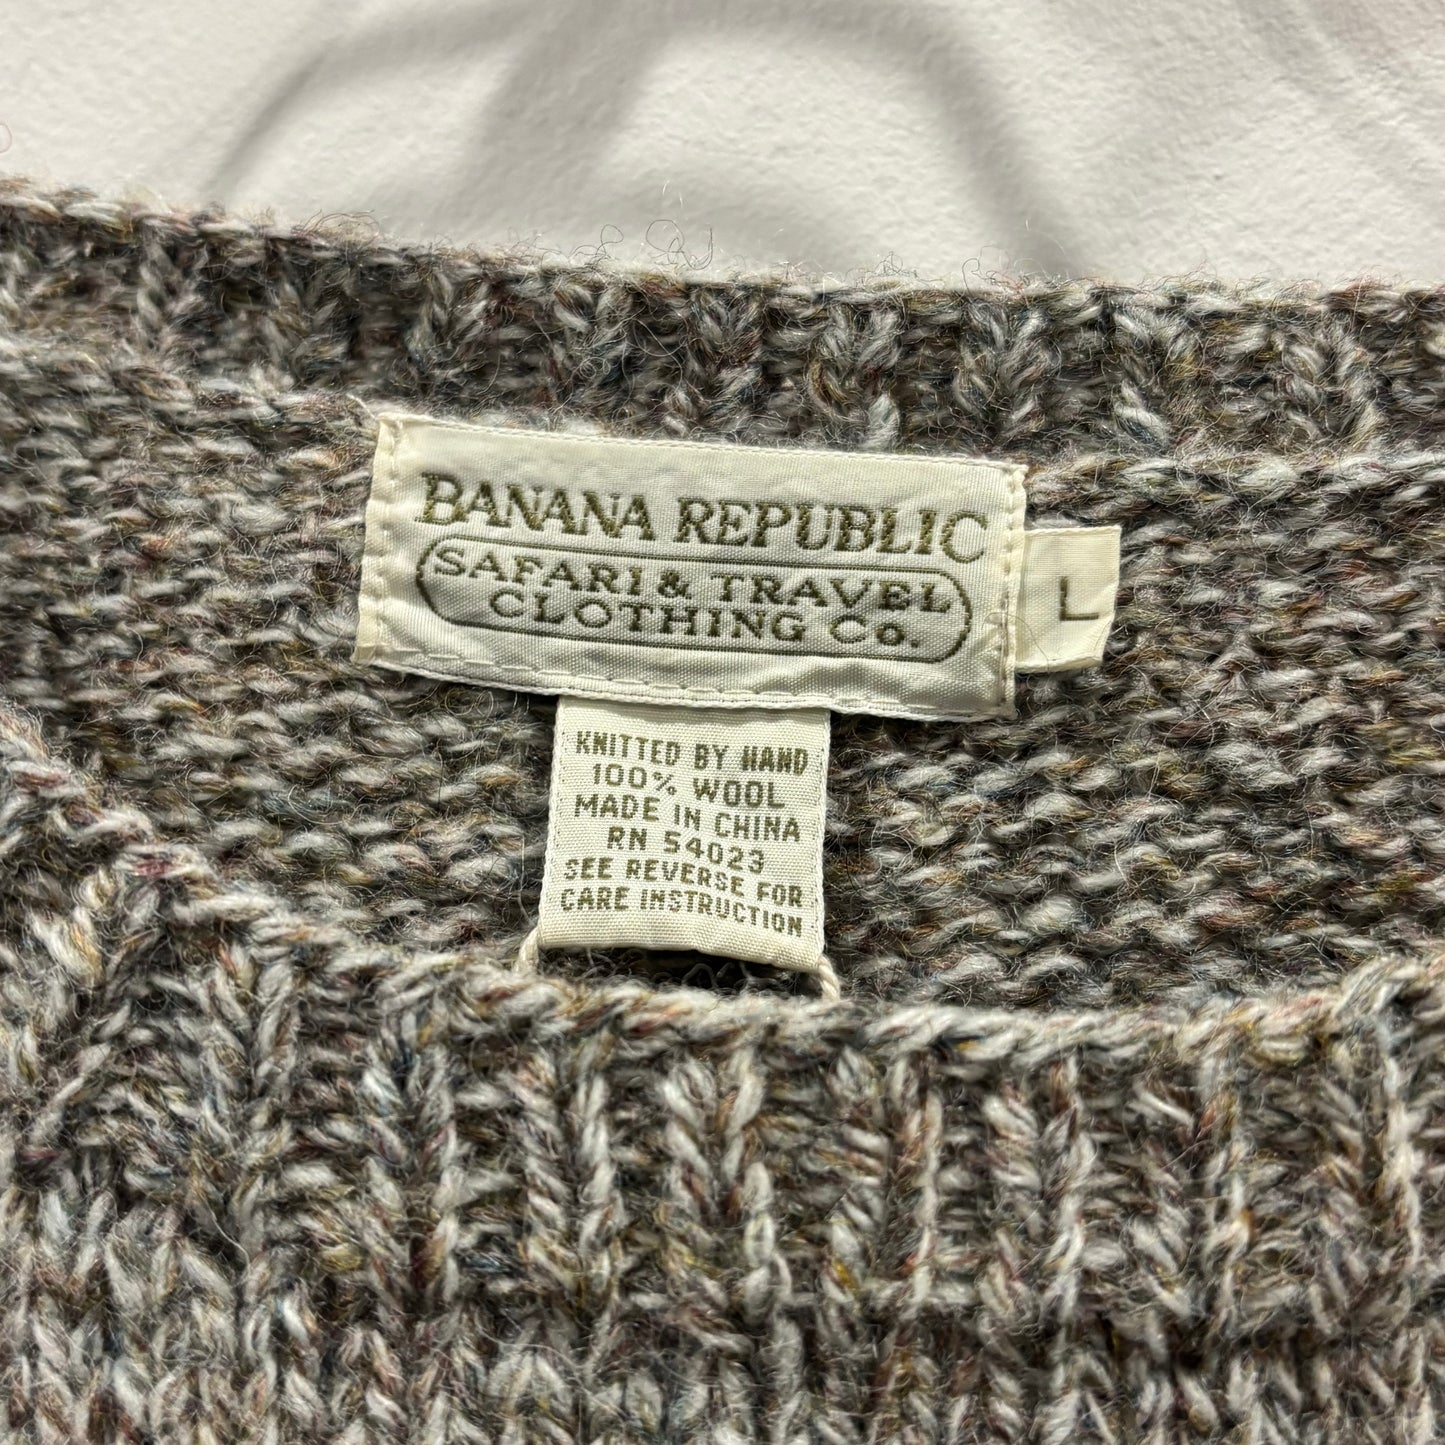 BANANA REPUBLIC
SAFARI & TRAVEL
CLOTHING Co.
L
KNITTED BY HAND
100% WOOL
MADE IN CHINA
RN 54023
SEE REVERSE FOR
CARE INSTRUCTION